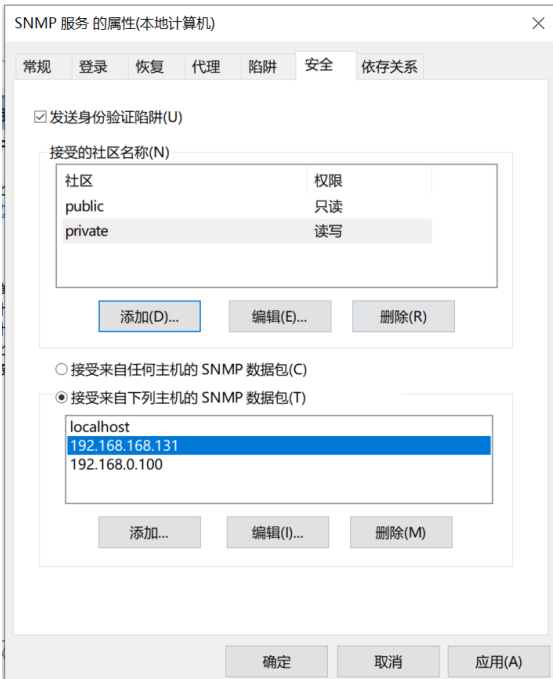 SNMP 服务 的属性(本地计算机)
常规 登录 恢复 代理 陷阱 安全 依存关系
发送身份验证陷阱(U)
接受的社区名称(N)
社区 权限
public 只读
private 读写
添加(D)... 编辑(E)... 删除(R)
接受来自任何主机的 SNMP 数据包(C)
接受来自下列主机的 SNMP 数据包(T)
localhost
192.168.168.131
192.168.0.100
添加... 编辑(I)... 删除(M)
确定 取消 应用(A)